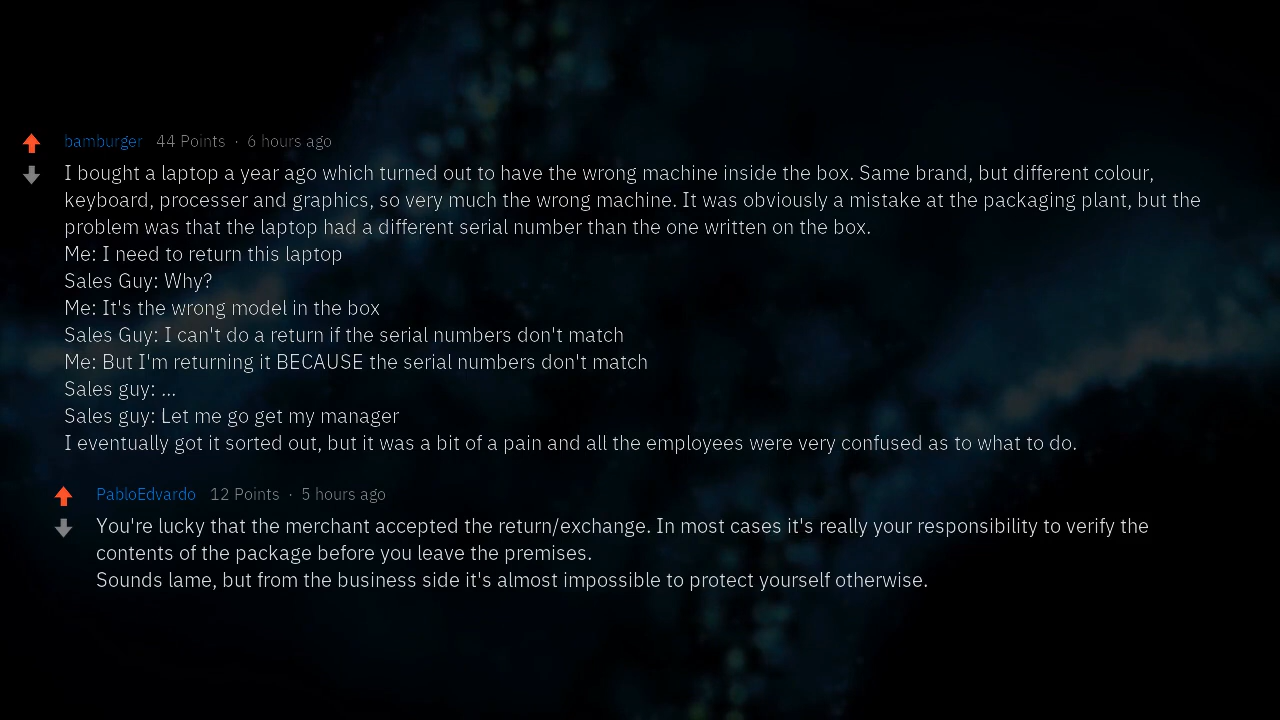 bamburger 44 Points · 6 hours ago
I bought a laptop a year ago which turned out to have the wrong machine inside the box. Same brand, but different colour,
keyboard, processer and graphics, so very much the wrong machine. It was obviously a mistake at the packaging plant, but the
problem was that the laptop had a different serial number than the one written on the box.
Me: I need to return this laptop
Sales Guy: Why?
Me: It's the wrong model in the box
Sales Guy: I can't do a return if the serial numbers don't match
Me: But I'm returning it BECAUSE the serial numbers don't match
Sales guy: ...
Sales guy: Let me go get my manager
I eventually got it sorted out, but it was a bit of a pain and all the employees were very confused as to what to do.
PabloEdvardo 12 Points · 5 hours ago
You're lucky that the merchant accepted the return/exchange. In most cases it's really your responsibility to verify the
contents of the package before you leave the premises.
Sounds lame, but from the business side it's almost impossible to protect yourself otherwise.